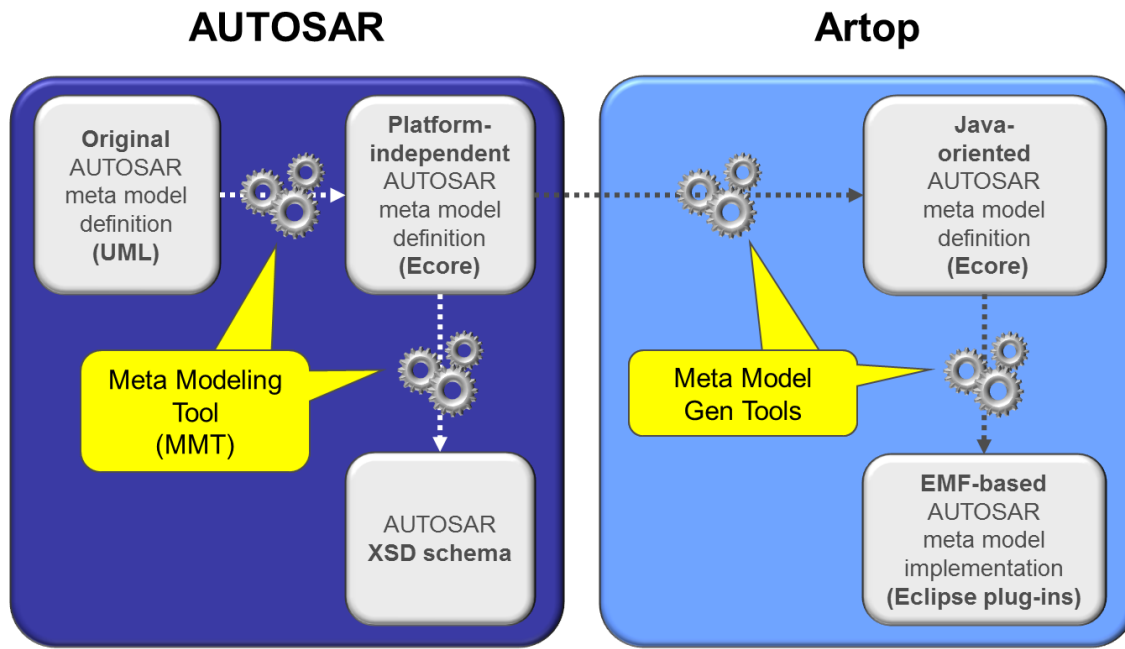 AUTOSAR
Artop
Original
AUTOSAR
meta model
definition
(UML)
Platform-
independent
AUTOSAR
meta model
definition
(Ecore)
Java-
oriented
AUTOSAR
meta model
definition
(Ecore)
Meta Modeling
Tool
(MMT)
Meta Model
Gen Tools
AUTOSAR
XSD schema
EMF-based
AUTOSAR
meta model
implementation
(Eclipse plug-ins)